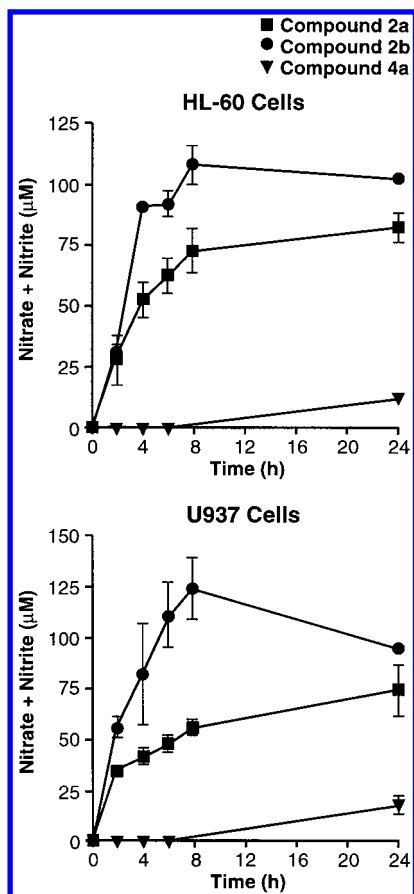 Compound 2a
Compound 2b
Compound 4a
HL-60 Cells
Nitrate + Nitrite (μM)
125
100
75
50
25
0
0 4 8 12 16 20 24
Time (h)
U937 Cells
Nitrate + Nitrite (μM)
150
125
100
75
50
25
0
0 4 8 12 16 20 24
Time (h)